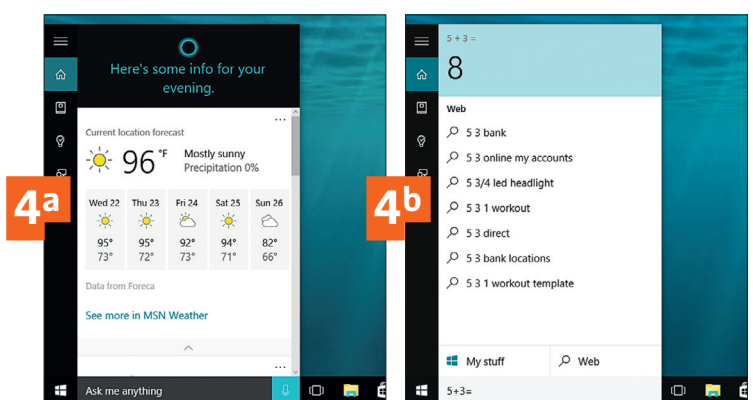 4a
Here's some info for your
evening.
...
Current location forecast
96 °F
Mostly sunny
Precipitation 0%
Wed 22 Thu 23 Fri 24 Sat 25 Sun 26
95° 95° 92° 94° 82°
73° 72° 73° 71° 66°
Data from Foreca
See more in MSN Weather
...
Ask me anything
4b
5 + 3 =
8
Web
5 3 bank
5 3 online my accounts
5 3/4 led headlight
5 3 1 workout
5 3 direct
5 3 bank locations
5 3 1 workout template
My stuff Web
5+3=